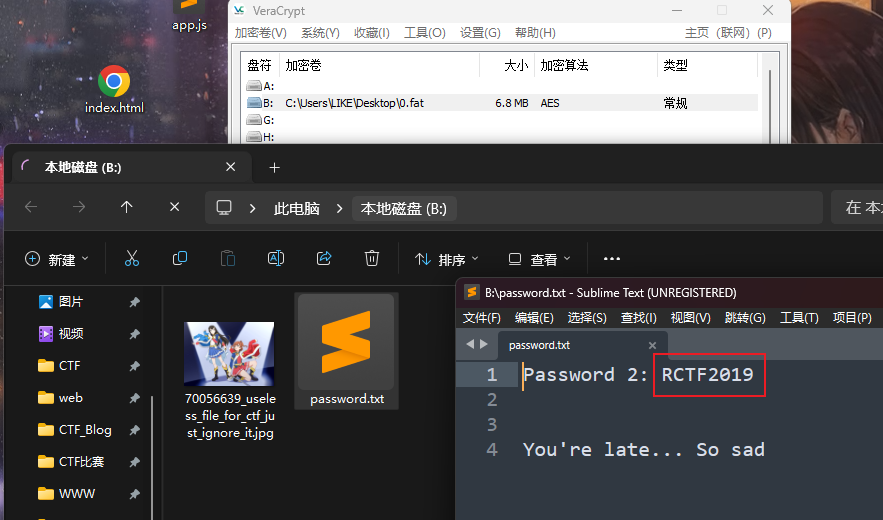 app.js
index.html
VeraCrypt
加密卷(V) 系统(Y) 收藏(I) 工具(O) 设置(G) 帮助(H) 主页 (联网) (P)
盘符 加密卷 大小 加密算法 类型
A:
B: C:\Users\LIKE\Desktop\0.fat 6.8 MB AES 常规
G:
H:
本地磁盘 (B:)
此电脑 本地磁盘 (B:) 在 本
新建 排序 查看
图片
视频
CTF
web
CTF_Blog
CTF比赛
WWW
70056639_usele
ss_file_for_ctf_ju
st_ignore_it.jpg
password.txt
B:\password.txt - Sublime Text (UNREGISTERED)
文件(F) 编辑(E) 选择(S) 查找(I) 视图(V) 跳转(G) 工具(T) 项目(P)
password.txt
1 Password 2: RCTF2019
2
3
4 You're late... So sad